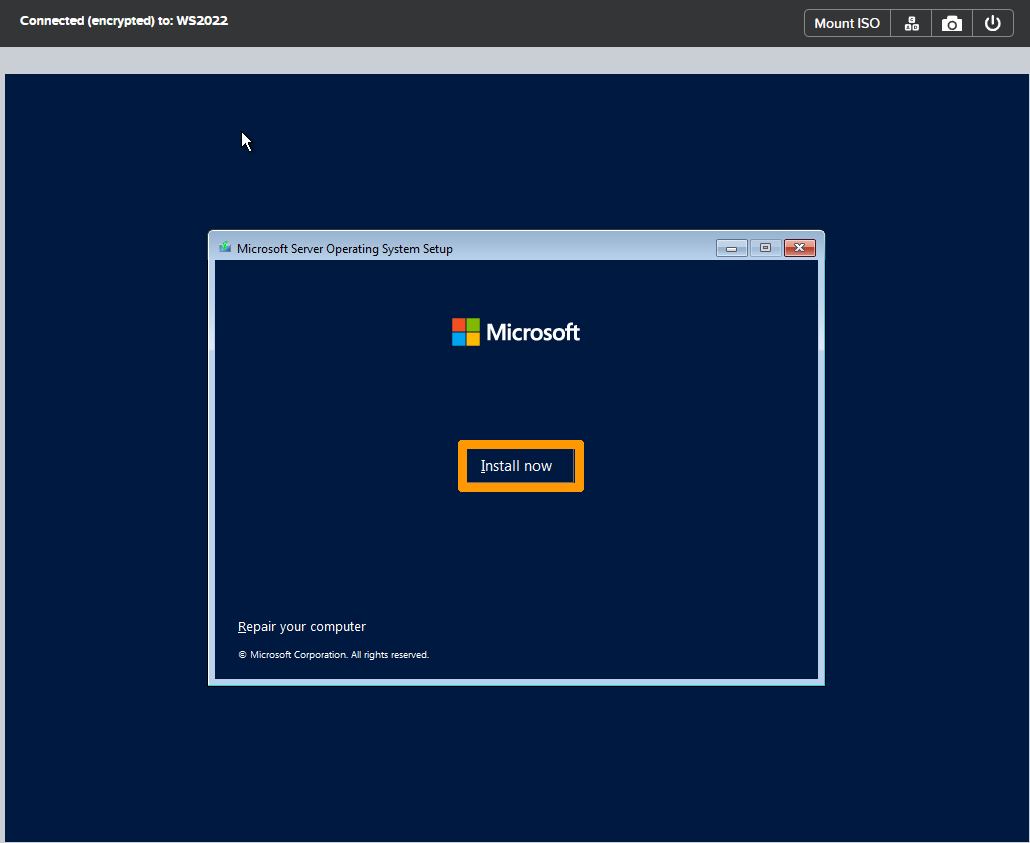 Connected (encrypted) to: WS2022
Mount ISO
Microsoft Server Operating System Setup
Microsoft
Install now
Repair your computer
© Microsoft Corporation. All rights reserved.